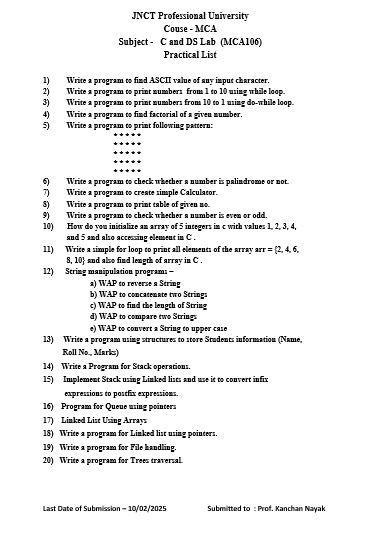 JNCT Professional University
Couse - MCA
Subject -   C and DS Lab  (MCA106)
Practical List
1) Write a program to find ASCII value of any input character.
2) Write a program to print numbers  from 1 to 10 using while loop.
3) Write a program to print numbers from 10 to 1 using do-while loop.
4) Write a program to find factorial of a given number.
5) Write a program to print following pattern:
* * * * *
* * * * *
* * * * *
* * * * *
* * * * *
6) Write a program to check whether a number is palindrome or not.
7) Write a program to create simple Calculator.
8) Write a program to print table of given no.
9) Write a program to check whether a number is even or odd.
10) How do you initialize an array of 5 integers in c with values 1, 2, 3, 4,
and 5 and also accessing element in C .
11) Write a simple for loop to print all elements of the array arr = {2, 4, 6,
8, 10} and also find length of array in C .
12) String manipulation programs –
a) WAP to reverse a String
b) WAP to concatenate two Strings
c) WAP to find the length of String
d) WAP to compare two Strings
e) WAP to convert a String to upper case
13) Write a program using structures to store Students information (Name,
Roll No., Marks)
14) Write a Program for Stack operations.
15) Implement Stack using Linked lists and use it to convert infix
expressions to postfix expressions.
16) Program for Queue using pointers
17) Linked List Using Arrays
18) Write a program for Linked list using pointers.
19) Write a program for File handling.
20) Write a program for Trees traversal.
Last Date of Submission – 10/02/2025 Submitted to  : Prof. Kanchan Nayak